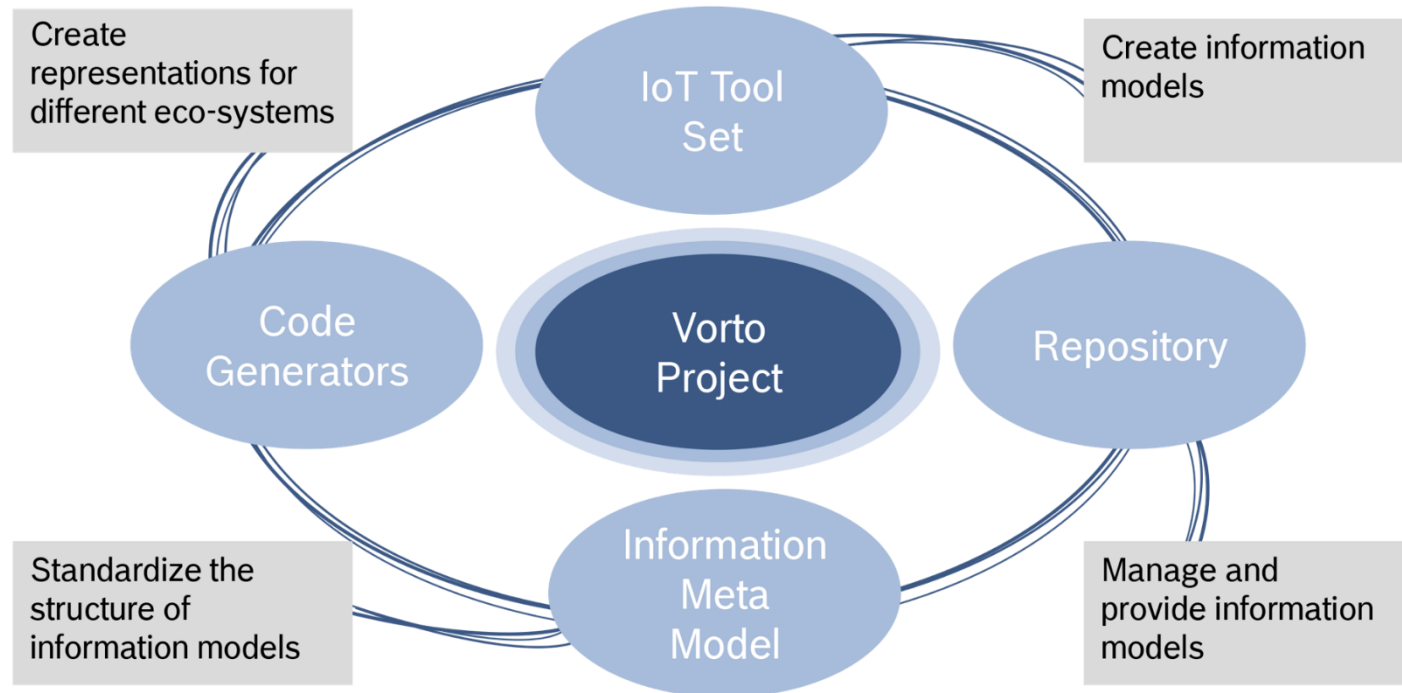 Create
representations for
different eco-systems
IoT Tool
Set
Create information
models
Code
Generators
Vorto
Project
Repository
Standardize the
structure of
information models
Information
Meta
Model
Manage and
provide information
models